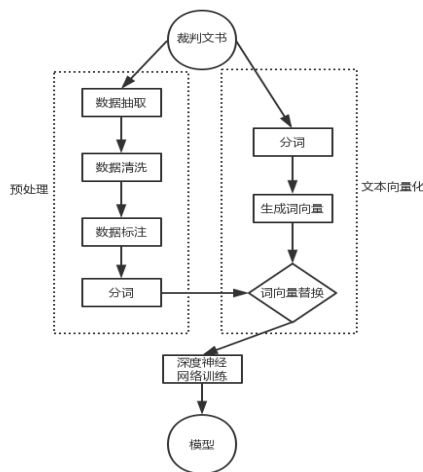 裁判文书
数据抽取
数据清洗
数据标注
分词
预处理
分词
生成词向量
词向量替换
文本向量化
深度神经
网络训练
模型